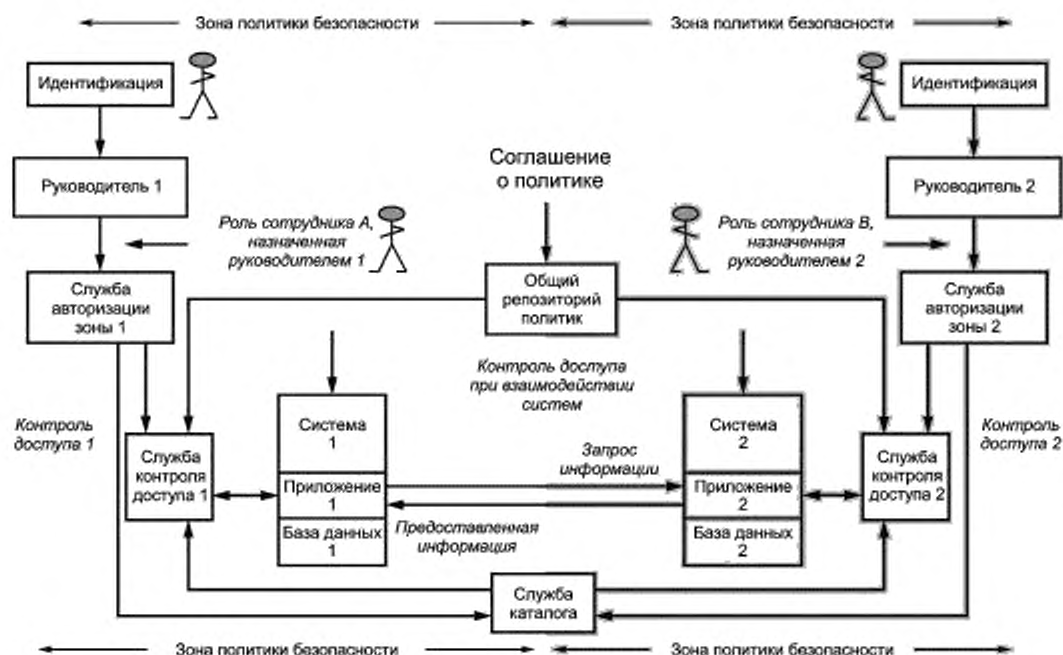 Зона политики безопасности
Зона политики безопасности
Идентификация
Идентификация
Руководитель 1
Соглашение
о политике
Руководитель 2
Роль сотрудника А,
назначенная
руководителем 1
Роль сотрудника В,
назначенная
руководителем 2
Служба
авторизации
зоны 1
Общий
репозиторий
политик
Служба
авторизации
зоны 2
Контроль доступа
при взаимодействии
систем
Контроль
доступа 1
Служба
контроля
доступа 1
Система
1
Приложение
1
База данных
1
Запрос
информации
Предоставленная
информация
Система
2
Приложение
2
База данных
2
Служба
контроля
доступа 2
Контроль
доступа 2
Служба
каталога
Зона политики безопасности
Зона политики безопасности